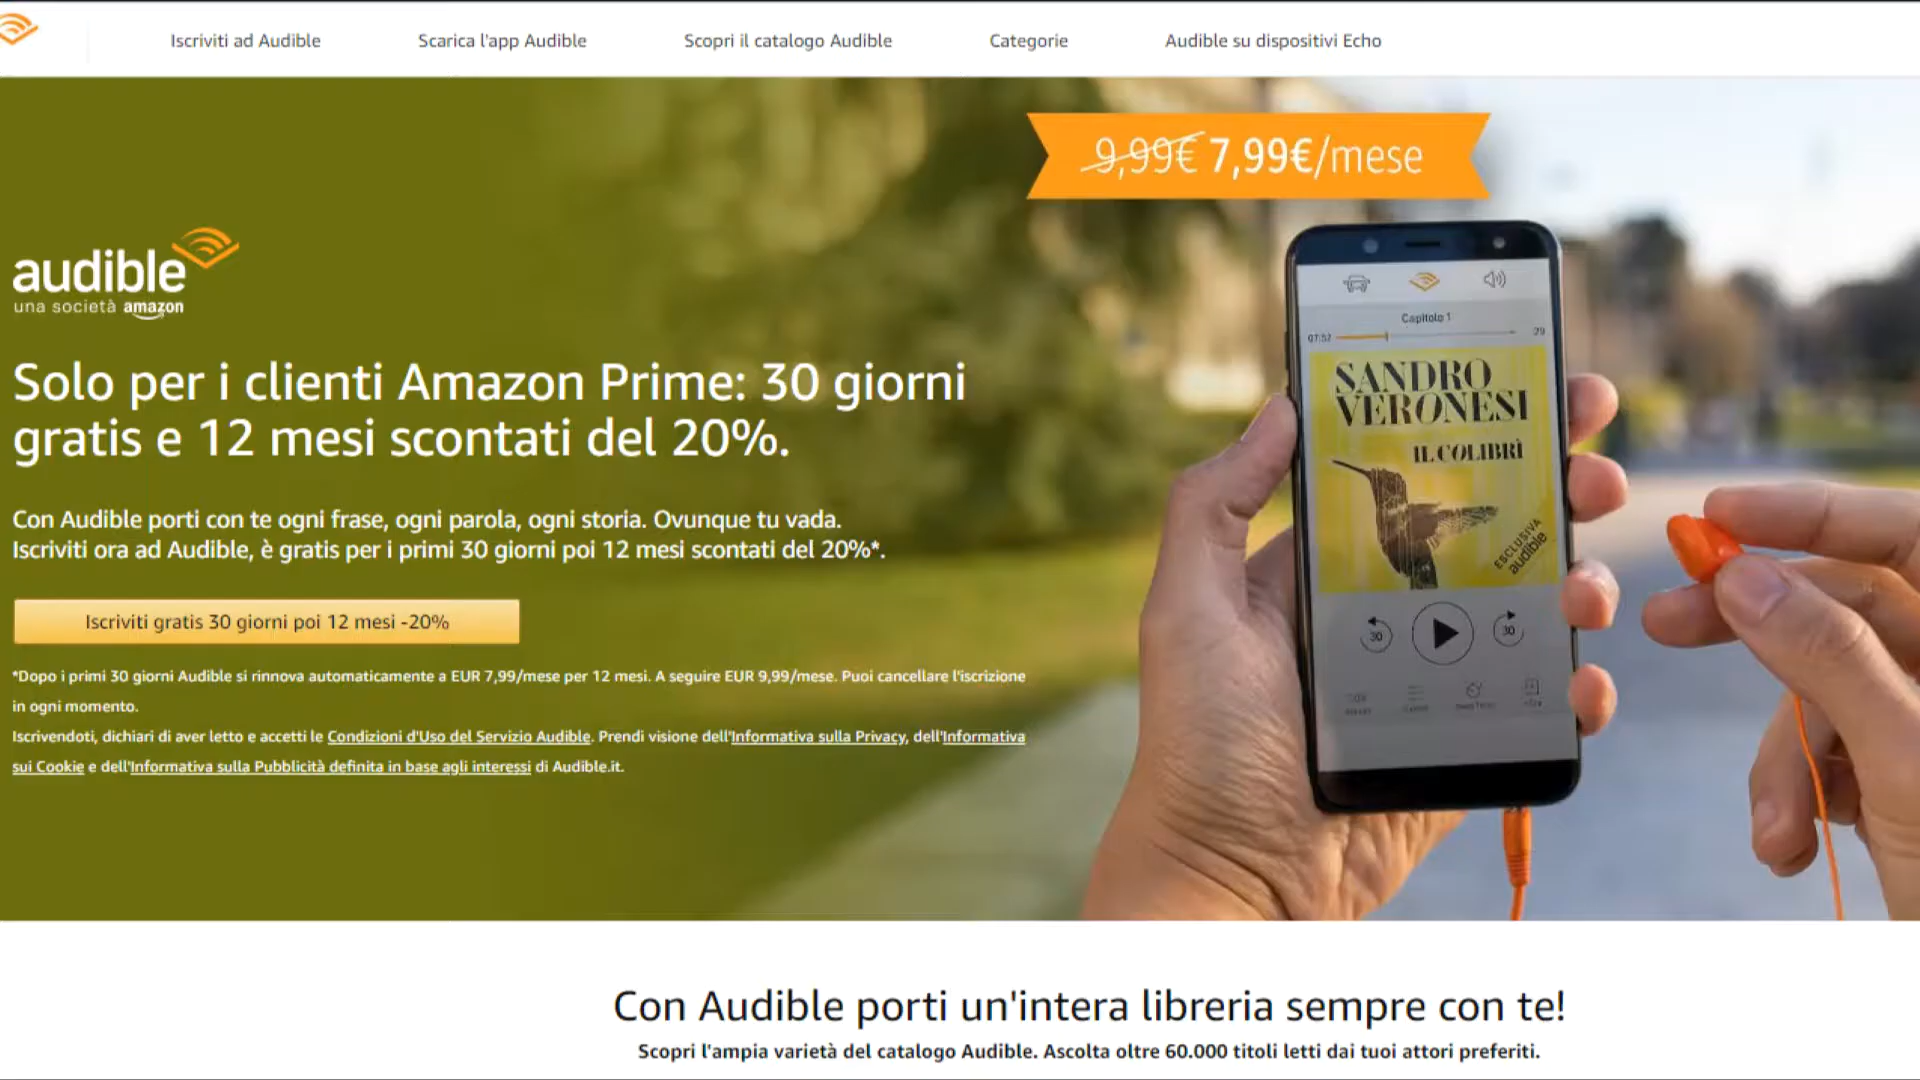 Iscriviti ad Audible
Scarica l'app Audible
Scopri il catalogo Audible
Categorie
Audible su dispositivi Echo
9,99€ 7,99€/mese
audible
una società amazon
Solo per i clienti Amazon Prime: 30 giorni
gratis e 12 mesi scontati del 20%.
Con Audible porti con te ogni frase, ogni parola, ogni storia. Ovunque tu vada.
Iscriviti ora ad Audible, è gratis per i primi 30 giorni poi 12 mesi scontati del 20%*.
Iscriviti gratis 30 giorni poi 12 mesi -20%
*Dopo i primi 30 giorni Audible si rinnova automaticamente a EUR 7,99/mese per 12 mesi. A seguire EUR 9,99/mese. Puoi cancellare l'iscrizione
in ogni momento.
Iscrivendoti, dichiari di aver letto e accetti le Condizioni d'Uso del Servizio Audible. Prendi visione dell'Informativa sulla Privacy, dell'Informativa
sui Cookie e dell'Informativa sulla Pubblicità definita in base agli interessi di Audible.it.
Capitolo 1
07:52
29
SANDRO
VERONESI
IL COLIBRÌ
ESCLUSIVA
audible
30
30
Con Audible porti un'intera libreria sempre con te!
Scopri l'ampia varietà del catalogo Audible. Ascolta oltre 60.000 titoli letti dai tuoi attori preferiti.